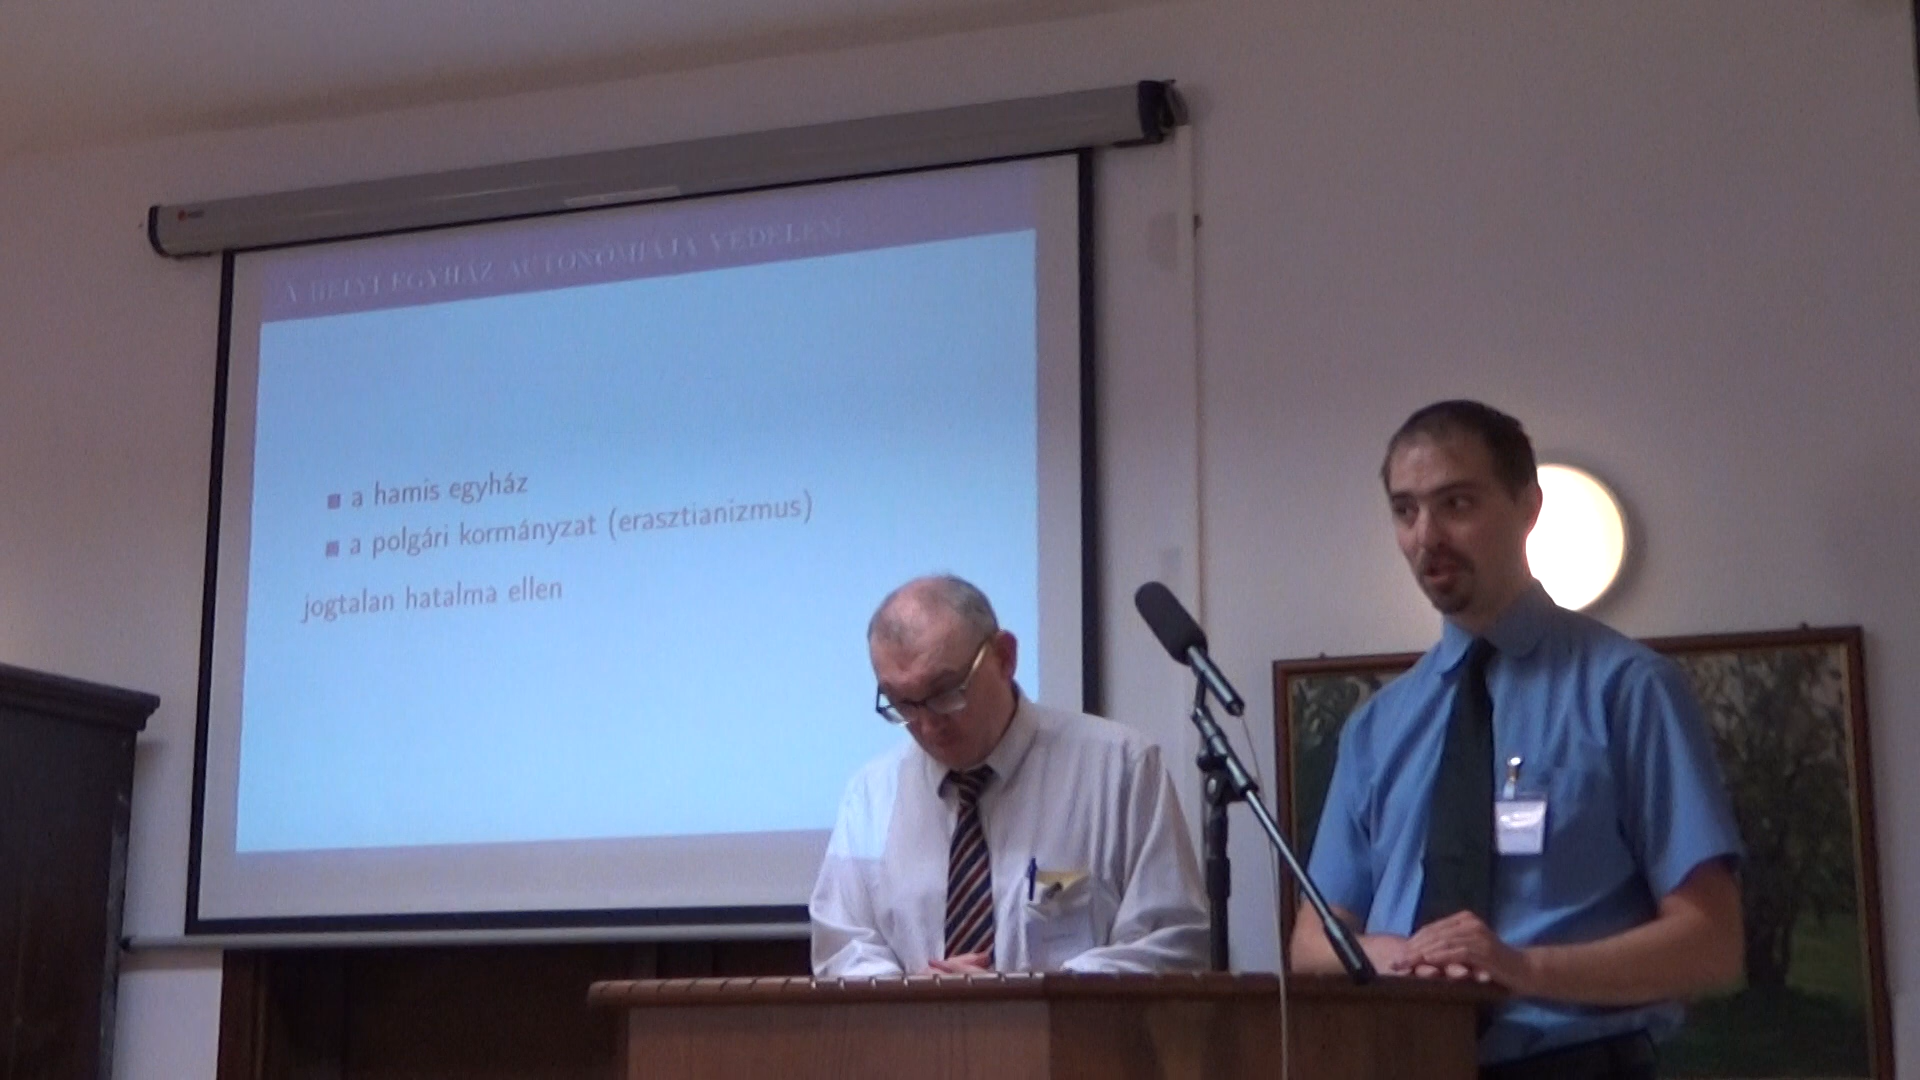 A HELYI EGYHÁZ AUTONÓMIÁJA VÉDELEM
a hamis egyház
a polgári kormányzat (erasztianizmus)
jogtalan hatalma ellen